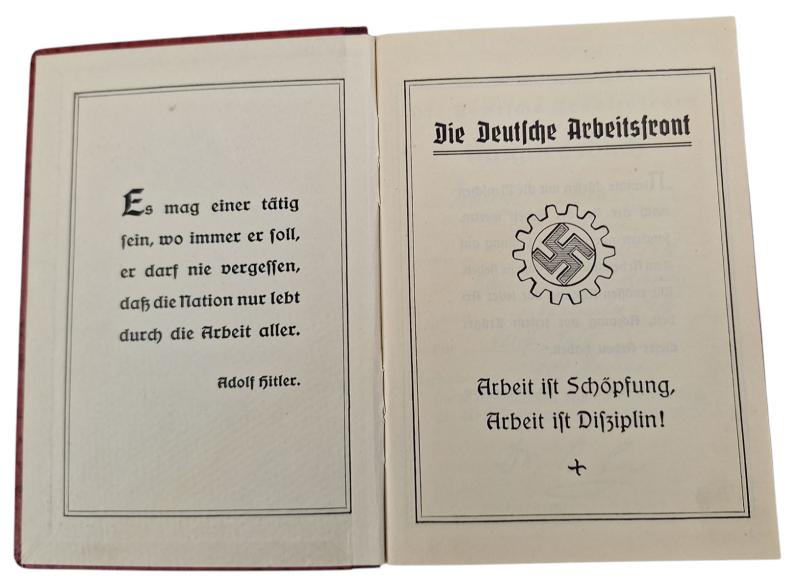 Es mag einer tätig
ſein, wo immer er ſoll,
er darf nie vergeſſen,
daß die Nation nur lebt
durch die Arbeit aller.
Adolf Hitler.
Die Deutſche Arbeitsfront
Arbeit iſt Schöpfung,
Arbeit iſt Diſziplin!